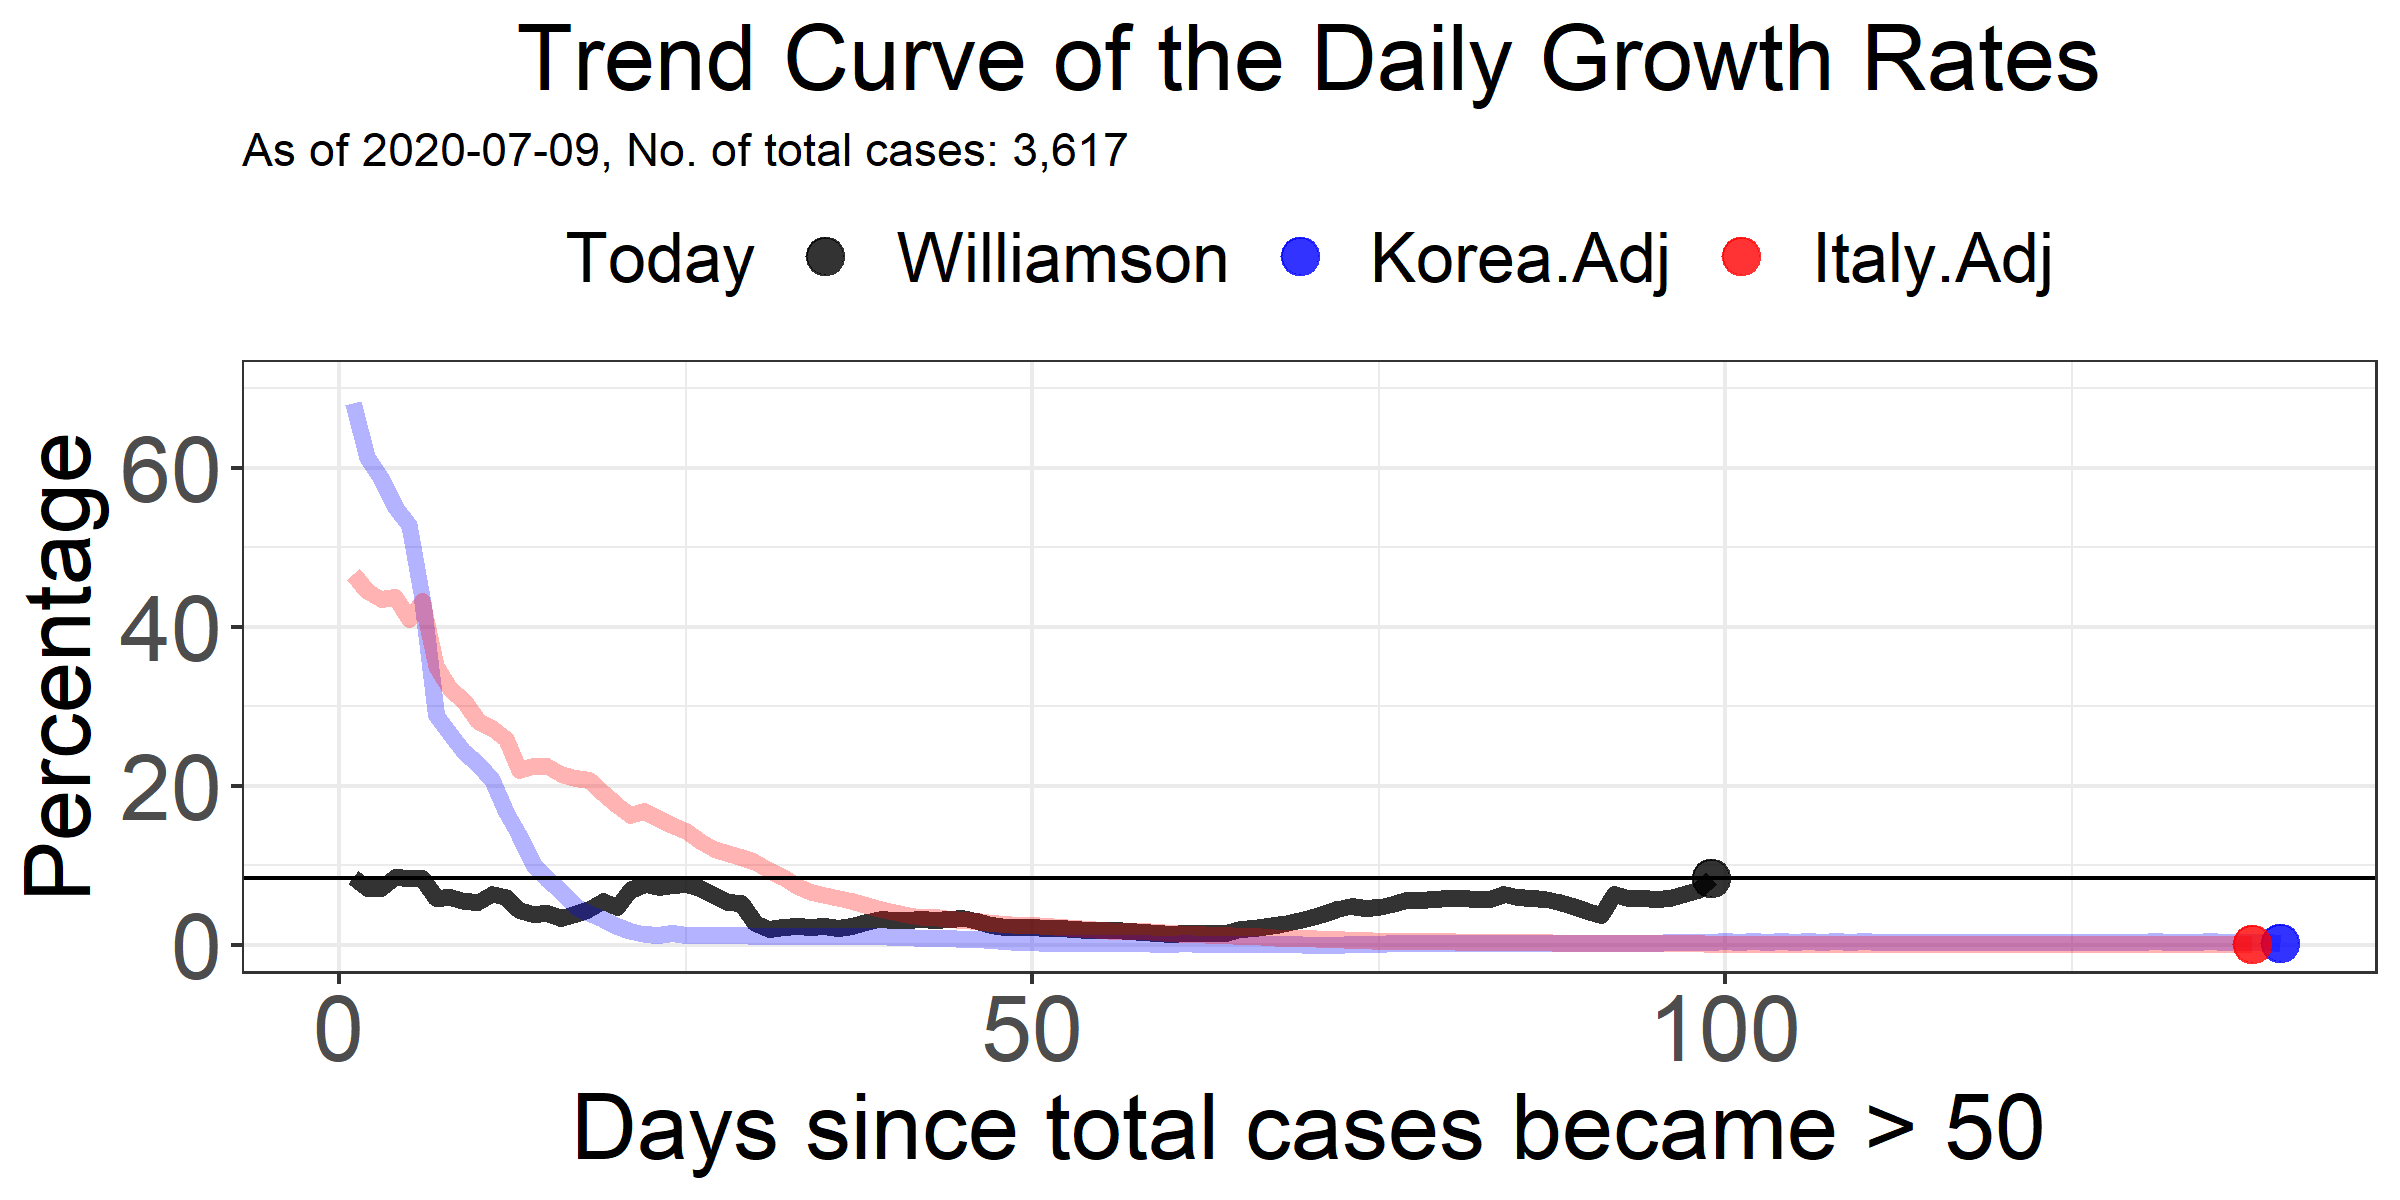 Trend Curve of the Daily Growth Rates
As of 2020-07-09, No. of total cases: 3,617
Today Williamson Korea.Adj Italy.Adj
Percentage
60
40
20
0
0 50 100
Days since total cases became > 50